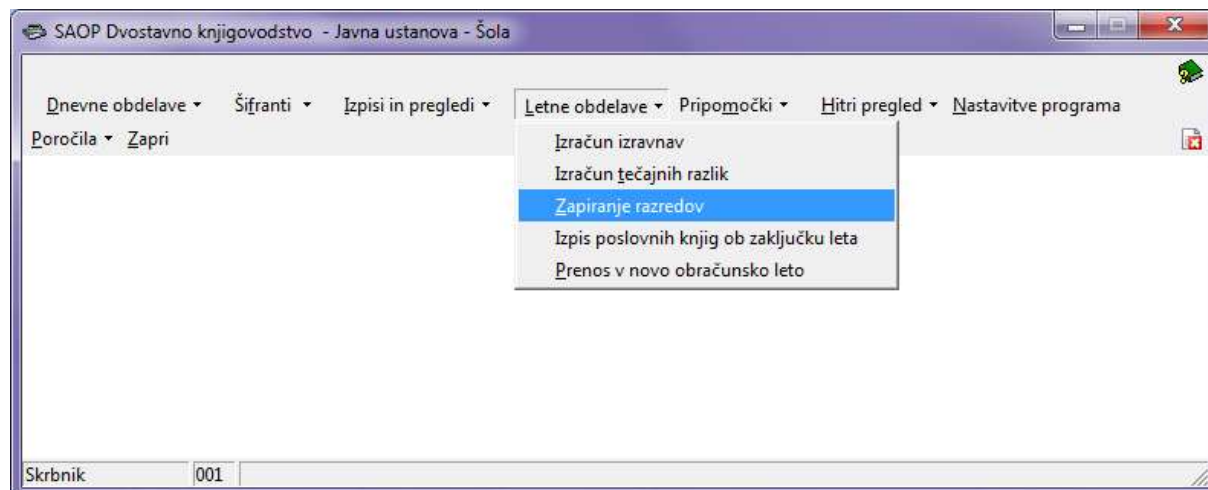 SAOP Dvostavno knjigovodstvo - Javna ustanova - Šola
Dnevne obdelave Šifranti Izpisi in pregledi Letne obdelave Pripomočki Hitri pregled Nastavitve programa
Poročila Zapri
Izračun izravnav
Izračun tečajnih razlik
Zapiranje razredov
Izpis poslovnih knjig ob zaključku leta
Prenos v novo obračunsko leto
Skrbnik 001